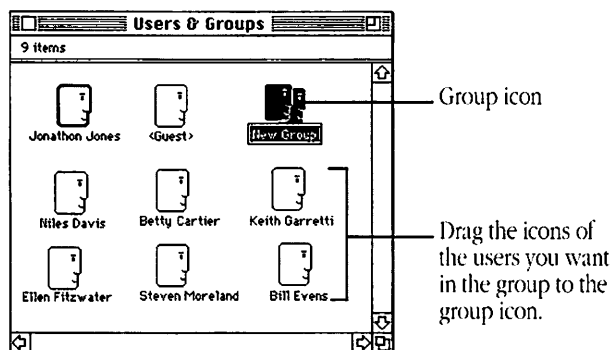 Users & Groups
9 items
Jonathon Jones
<Guest>
New Group
Group icon
Niles Davis
Betty Cartier
Keith Garretti
Ellen Fitzwater
Steven Moreland
Bill Evens
Drag the icons of
the users you want
in the group to the
group icon.